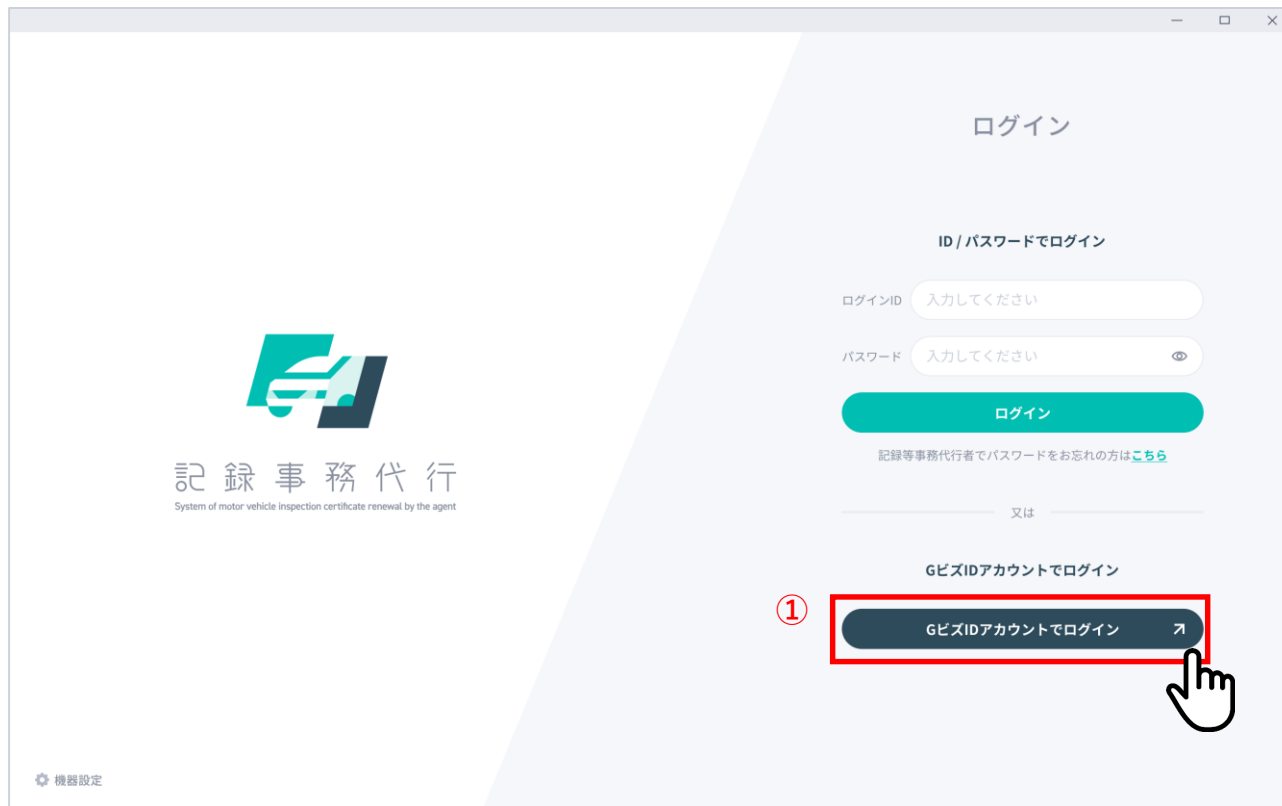 ログイン
ID / パスワードでログイン
ログインID 入力してください
パスワード 入力してください
ログイン
記録等事務代行者でパスワードをお忘れの方はこちら
又は
GビズIDアカウントでログイン
①
GビズIDアカウントでログイン
記録事務代行
System of motor vehicle inspection certificate renewal by the agent
機器設定